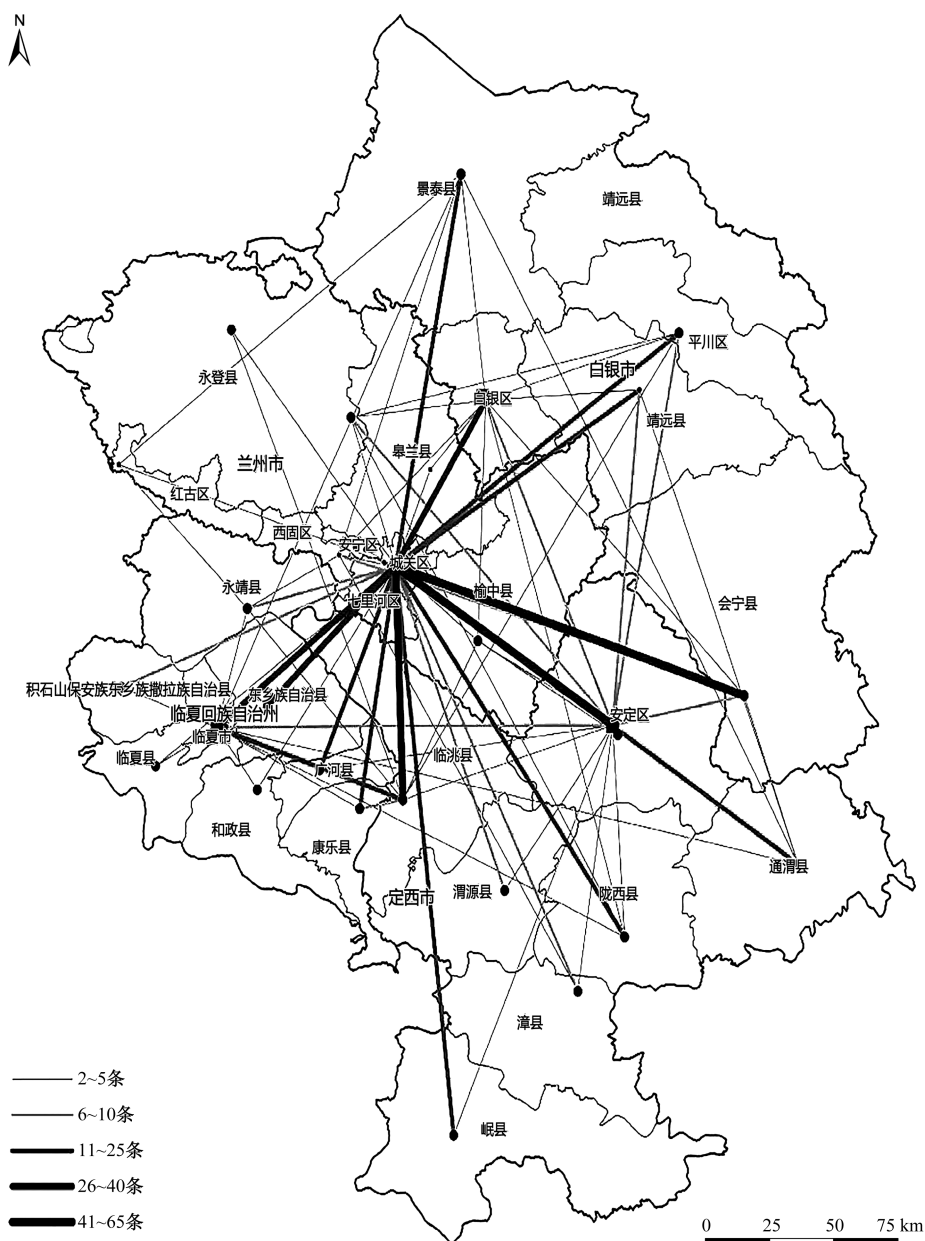 N
景泰县
靖远县
平川区
永登县
白银市
白银区
靖远县
皋兰县
兰州市
红古区
西固区
安宁区
城关区
永靖县
七里河区
榆中县
会宁县
积石山保安族东乡族撒拉族自治县
东乡族自治县
临夏回族自治州
安定区
临夏市
临夏县
临洮县
河县
和政县
康乐县
通渭县
定西市
渭源县
陇西县
漳县
岷县
2~5条
6~10条
11~25条
26~40条
41~65条
0 25 50 75 km